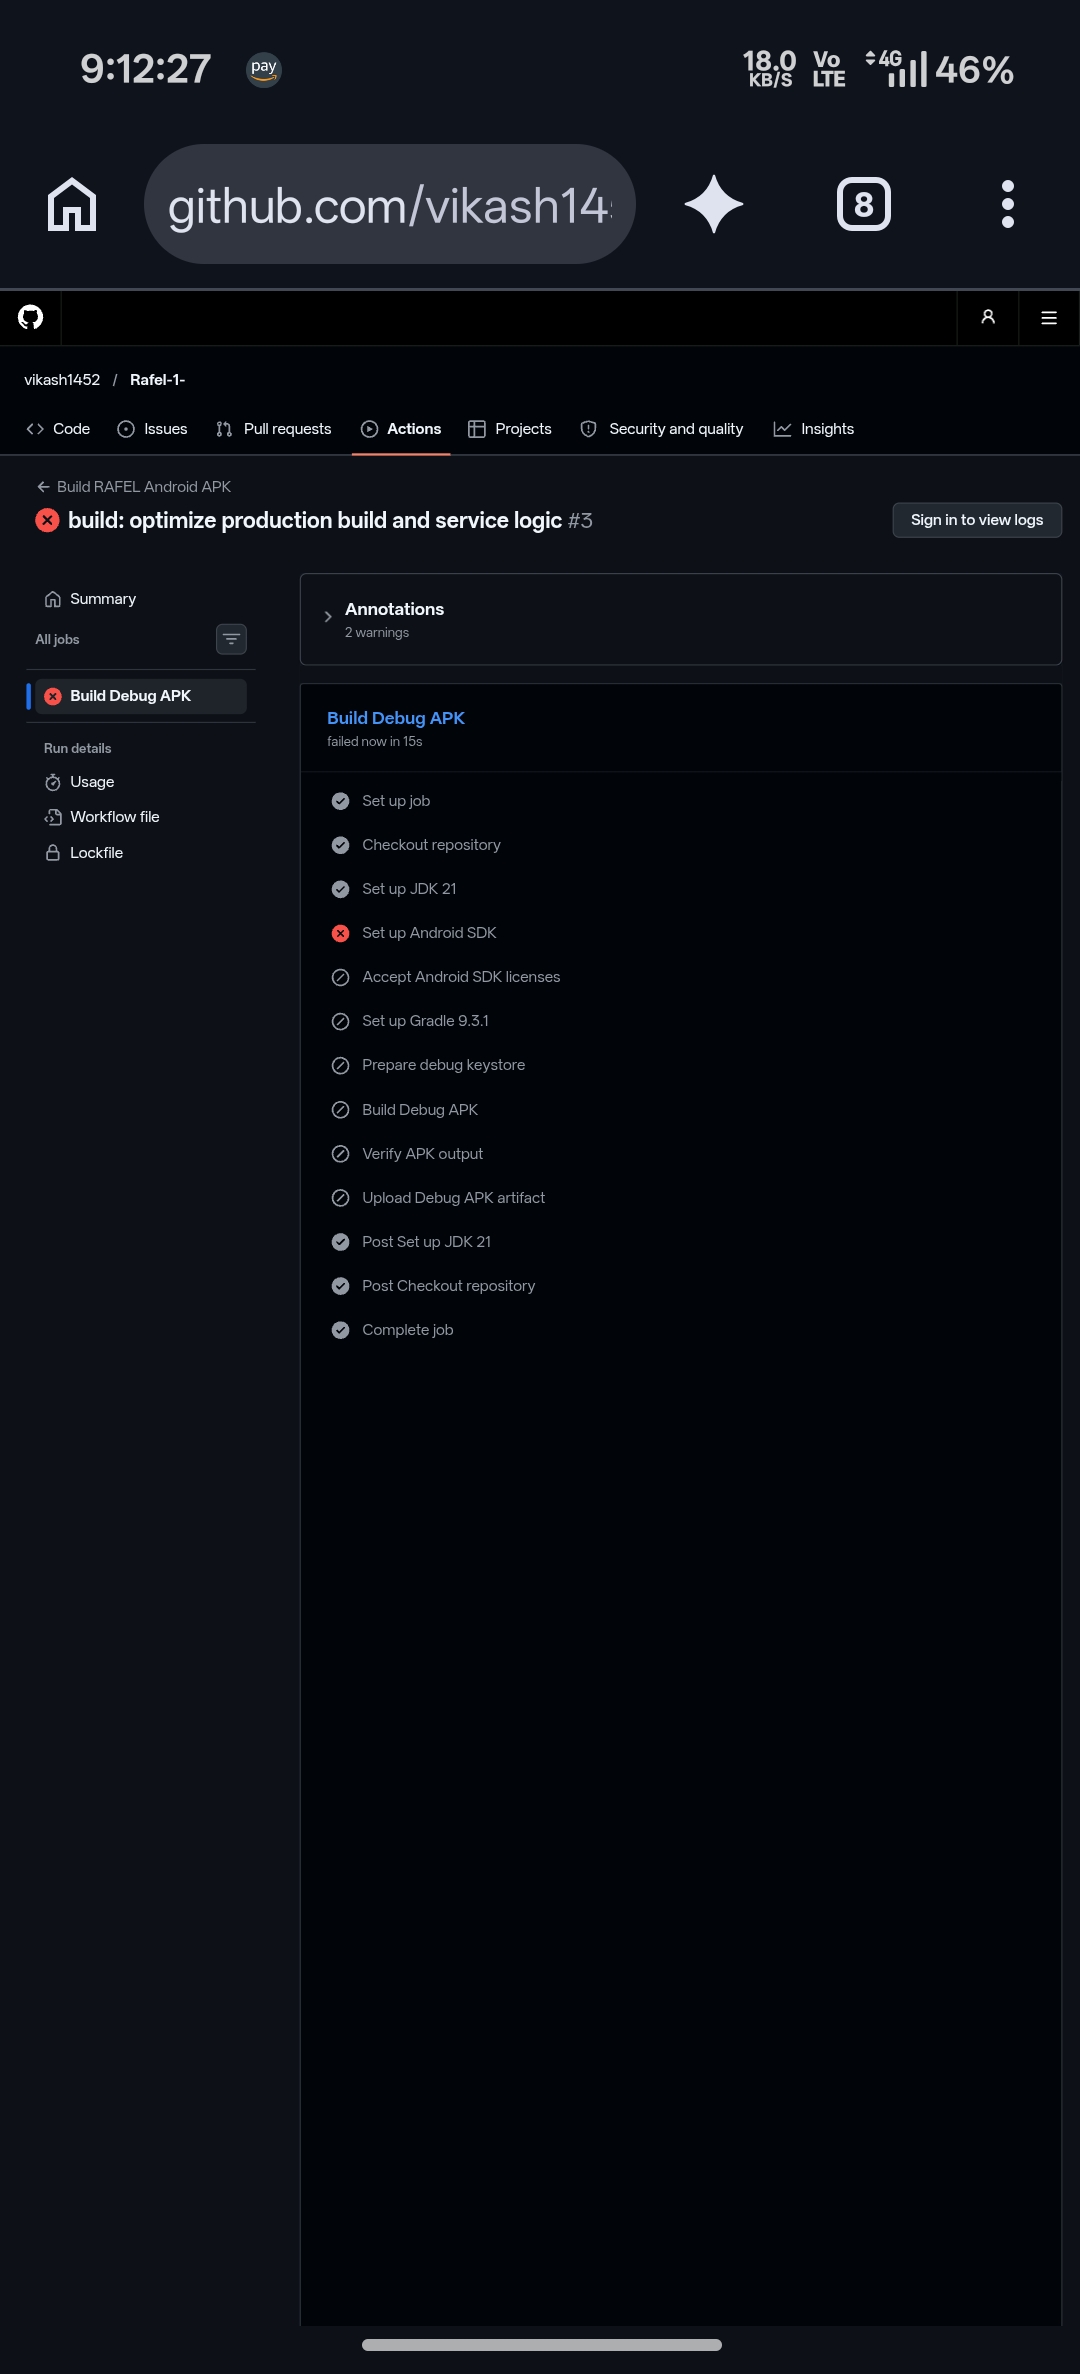 9:12:27
pay
18.0 KB/S
Vo LTE
4G
46%
github.com/vikash14
8
vikash1452 / Rafel-1-
Code
Issues
Pull requests
Actions
Projects
Security and quality
Insights
Build RAFEL Android APK
build: optimize production build and service logic #3
Sign in to view logs
Summary
All jobs
Build Debug APK
Run details
Usage
Workflow file
Lockfile
Annotations
2 warnings
Build Debug APK
failed now in 15s
Set up job
Checkout repository
Set up JDK 21
Set up Android SDK
Accept Android SDK licenses
Set up Gradle 9.3.1
Prepare debug keystore
Build Debug APK
Verify APK output
Upload Debug APK artifact
Post Set up JDK 21
Post Checkout repository
Complete job